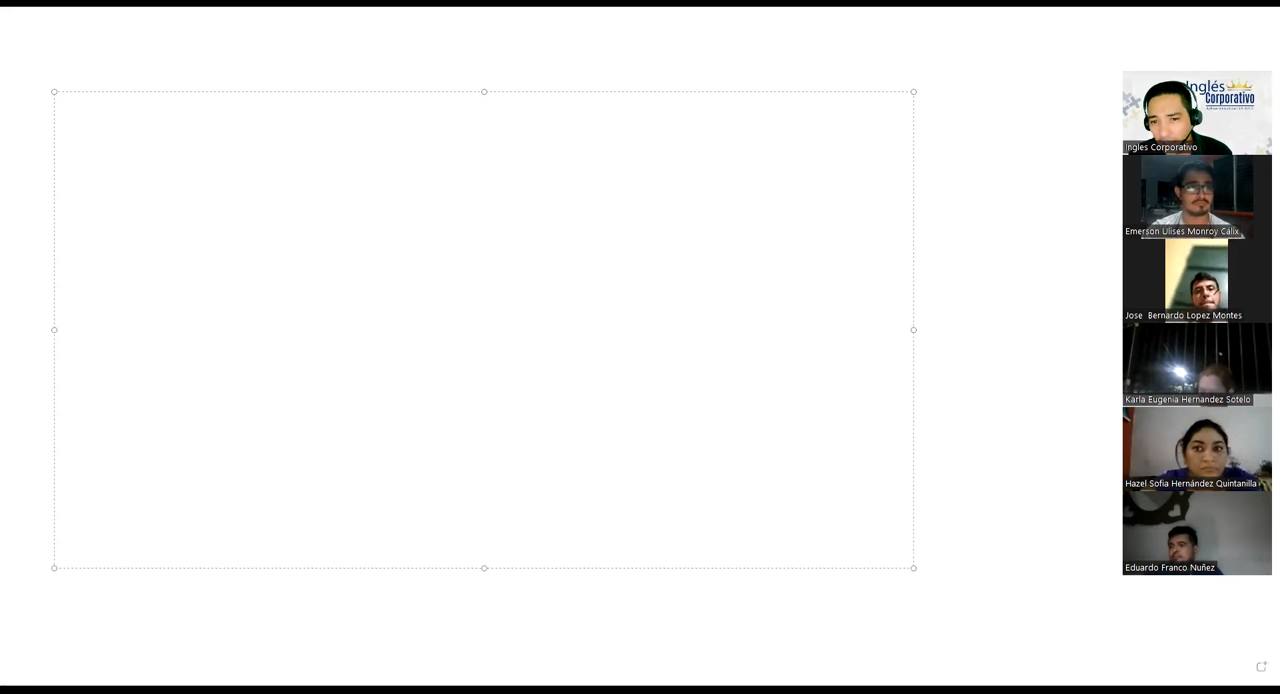 Inglés
Corporativo
Ingles Corporativo
Emerson Ulises Monroy Calix
Jose Bernardo Lopez Montes
Karla Eugenia Hernandez Sotelo
Hazel Sofia Hernández Quintanilla
Eduardo Franco Nuñez